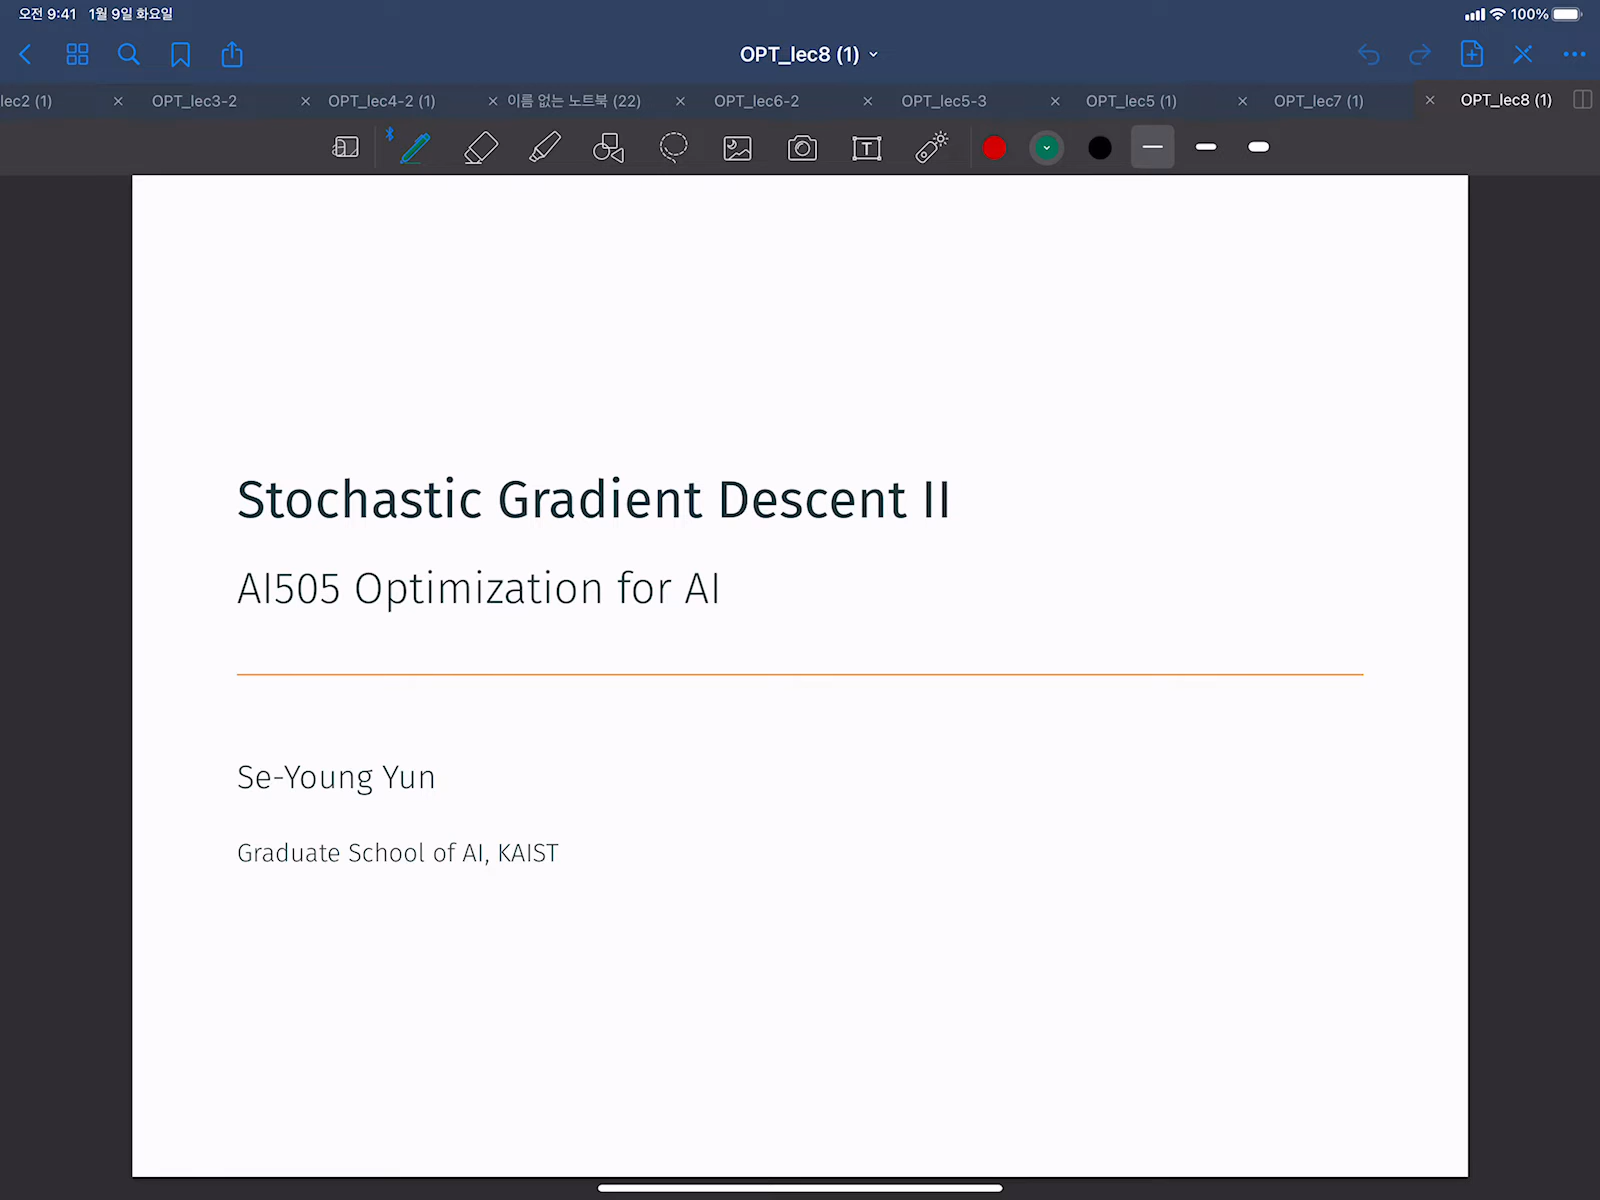 오전 9:41 1월 9일 화요일
100%
OPT_lec8 (1)
lec2 (1)
OPT_lec3-2
OPT_lec4-2 (1)
이름 없는 노트북 (22)
OPT_lec6-2
OPT_lec5-3
OPT_lec5 (1)
OPT_lec7 (1)
OPT_lec8 (1)
Stochastic Gradient Descent II
AI505 Optimization for AI
Se-Young Yun
Graduate School of AI, KAIST